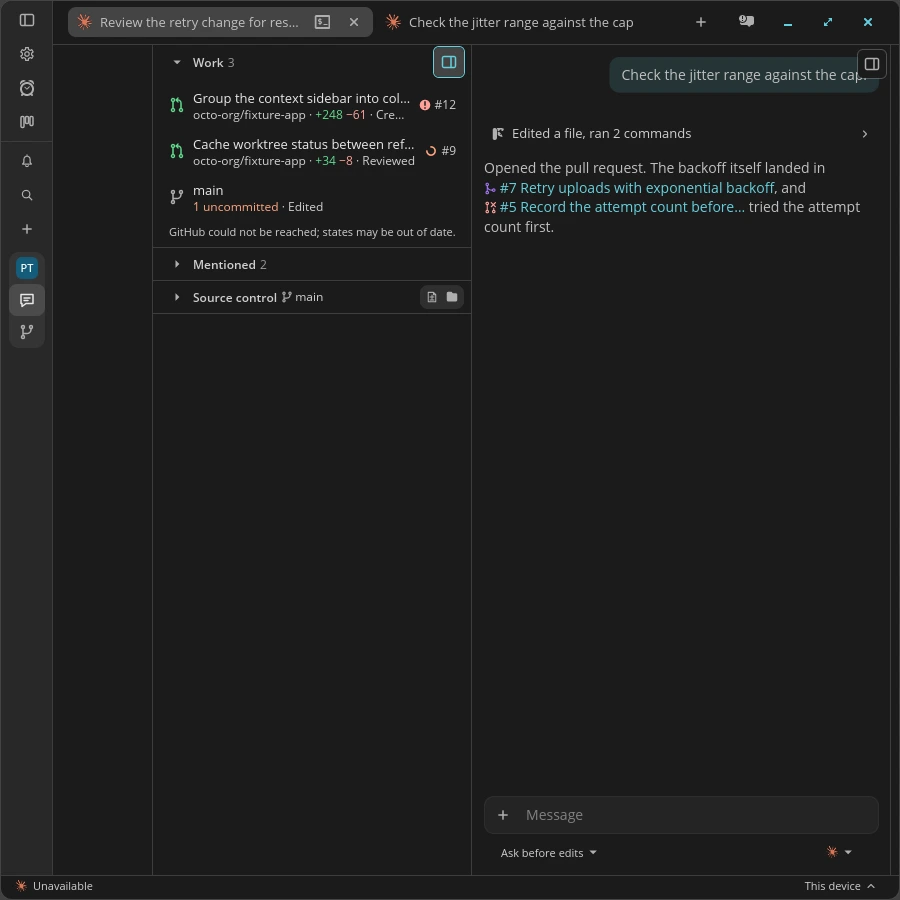 Review the retry change for res...
Check the jitter range against the cap
Work 3
Group the context sidebar into col...
#12
octo-org/fixture-app · +248 −61 · Cre...
Cache worktree status between ref...
#9
octo-org/fixture-app · +34 −8 · Reviewed
main
1 uncommitted · Edited
GitHub could not be reached; states may be out of date.
Mentioned 2
Source control main
PT
Check the jitter range against the cap.
Edited a file, ran 2 commands
Opened the pull request. The backoff itself landed in
#7 Retry uploads with exponential backoff, and
#5 Record the attempt count before... tried the attempt
count first.
Message
Ask before edits
Unavailable
This device